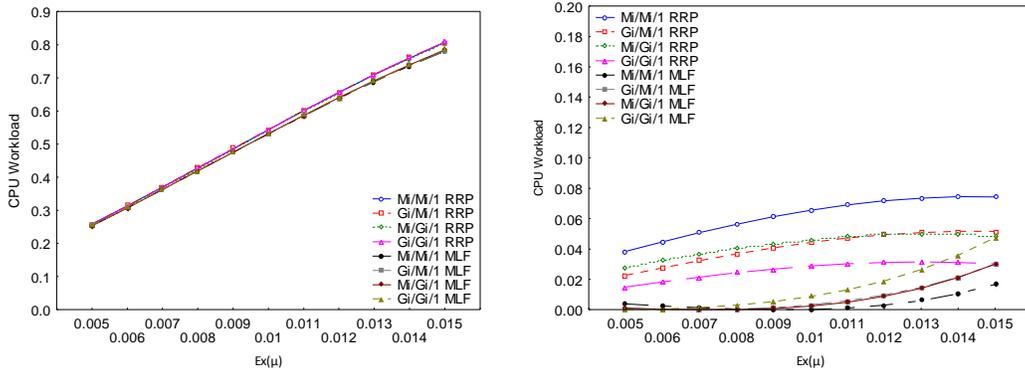 0.9
0.8
0.7
0.6
0.5
0.4
0.3
0.2
0.1
0.0
CPU Workload
Mi/Mi/1 RRP
Gi/Mi/1 RRP
Mi/Gi/1 RRP
Gi/Gi/1 RRP
Mi/Mi/1 MLF
Gi/Mi/1 MLF
Mi/Gi/1 MLF
Gi/Gi/1 MLF
0.005 0.007 0.009 0.011 0.013 0.015
0.006 0.008 0.01 0.012 0.014
Ex(μ)
0.20
0.18
0.16
0.14
0.12
0.10
0.08
0.06
0.04
0.02
0.00
CPU Workload
Mi/Mi/1 RRP
Gi/Mi/1 RRP
Mi/Gi/1 RRP
Gi/Gi/1 RRP
Mi/Mi/1 MLF
Gi/Mi/1 MLF
Mi/Gi/1 MLF
Gi/Gi/1 MLF
0.005 0.007 0.009 0.011 0.013 0.015
0.006 0.008 0.01 0.012 0.014
Ex(μ)